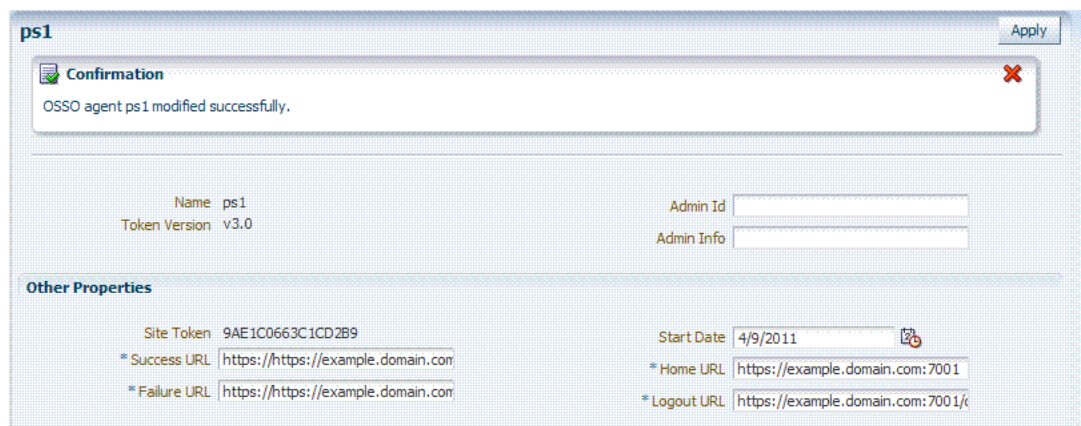 ps1
Apply
Confirmation
OSSO agent ps1 modified successfully.
Name ps1
Token Version v3.0
Admin Id
Admin Info
Other Properties
Site Token 9AE1C0663C1CD2B9
* Success URL https://https://example.domain.com
* Failure URL https://https://example.domain.com
Start Date 4/9/2011
* Home URL https://example.domain.com:7001
* Logout URL https://example.domain.com:7001/